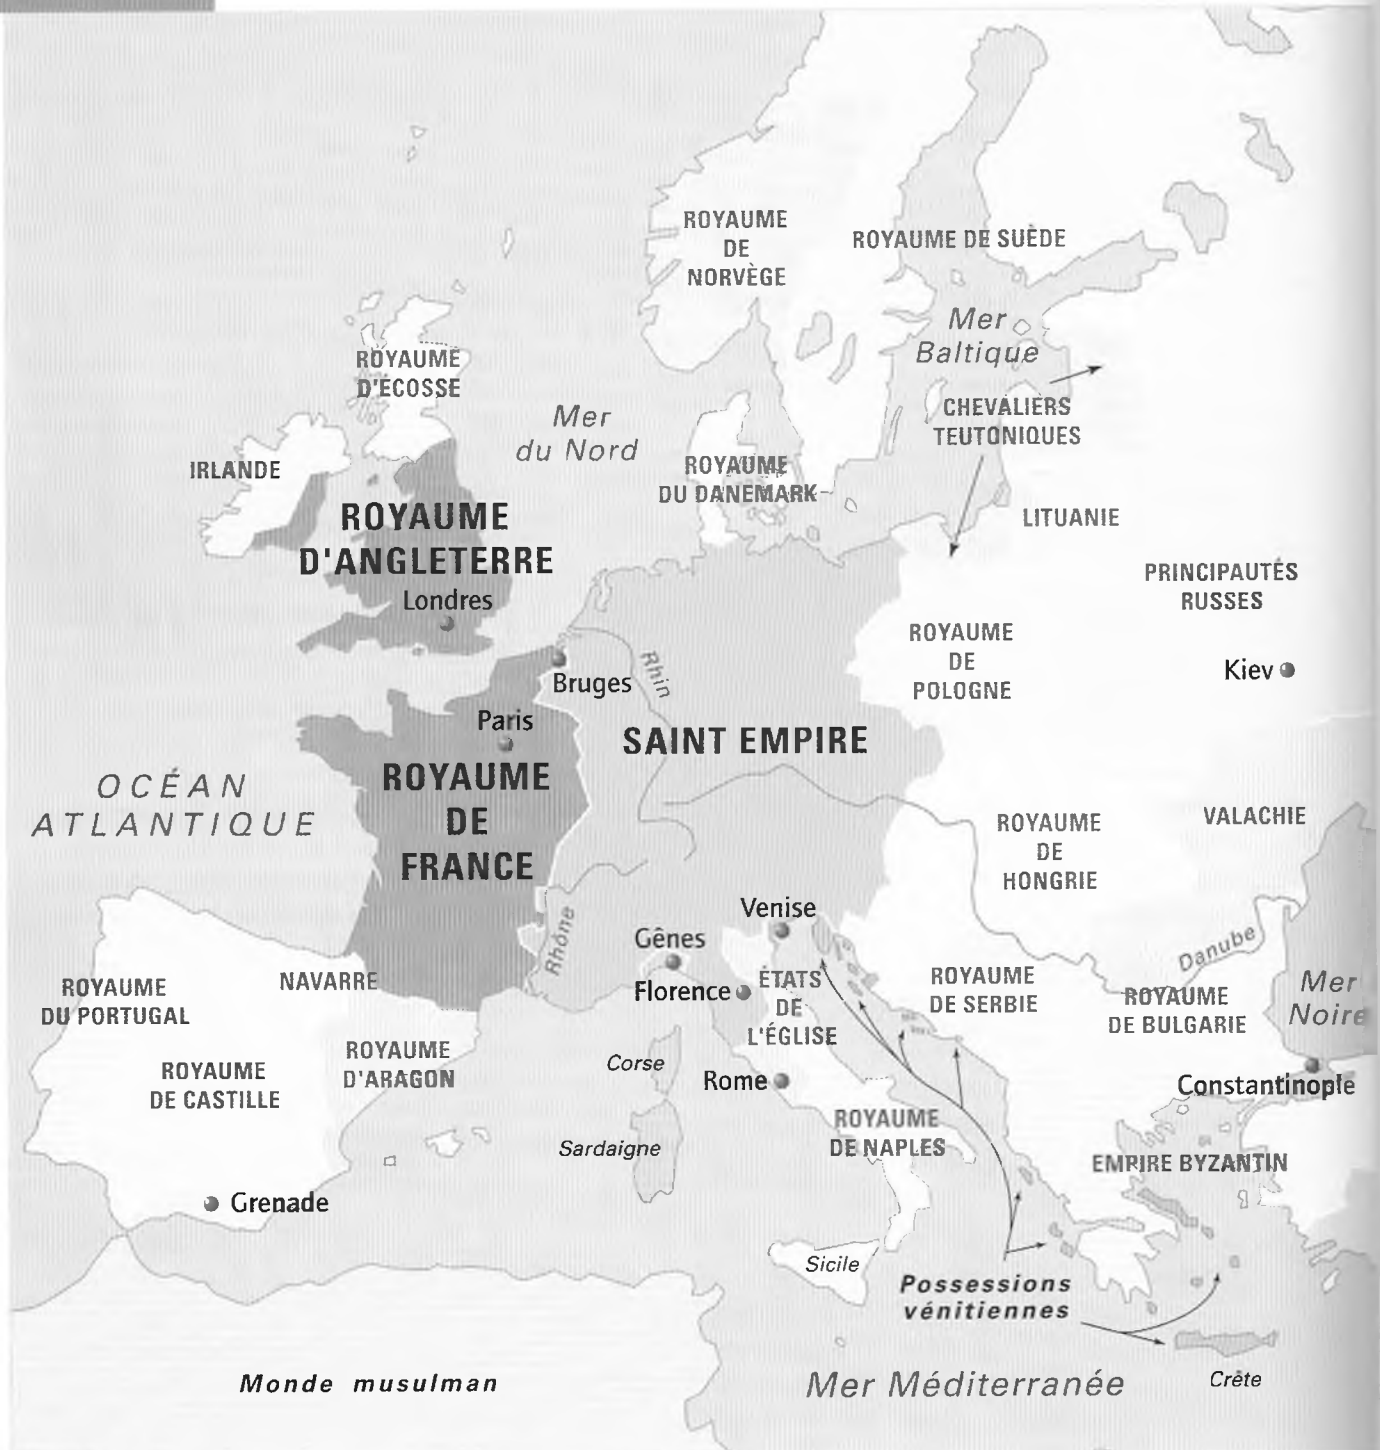 ROYAUME
DE
NORVÈGE
ROYAUME DE SUÈDE
Mer
Baltique
ROYAUME
D'ÉCOSSE
CHEVALIERS
TEUTONIQUES
Mer
du Nord
IRLANDE
ROYAUME
DU DANEMARK
ROYAUME
D'ANGLETERRE
LITUANIE
Londres
PRINCIPAUTÉS
RUSSES
ROYAUME
DE
POLOGNE
Kiev
Bruges
Rhin
Paris
SAINT EMPIRE
ROYAUME
DE
FRANCE
OCÉAN
ATLANTIQUE
ROYAUME
DE
HONGRIE
VALACHIE
Venise
Gênes
Rhône
Danube
Florence
ÉTATS
DE
L'ÉGLISE
NAVARRE
ROYAUME
DU PORTUGAL
ROYAUME
DE SERBIE
ROYAUME
DE BULGARIE
Mer
Noire
ROYAUME
D'ARAGON
ROYAUME
DE CASTILLE
Corse
Rome
Constantinople
ROYAUME
DE NAPLES
Sardaigne
EMPIRE BYZANTIN
Grenade
Sicile
Possessions
vénitiennes
Monde musulman
Mer Méditerranée
Crête